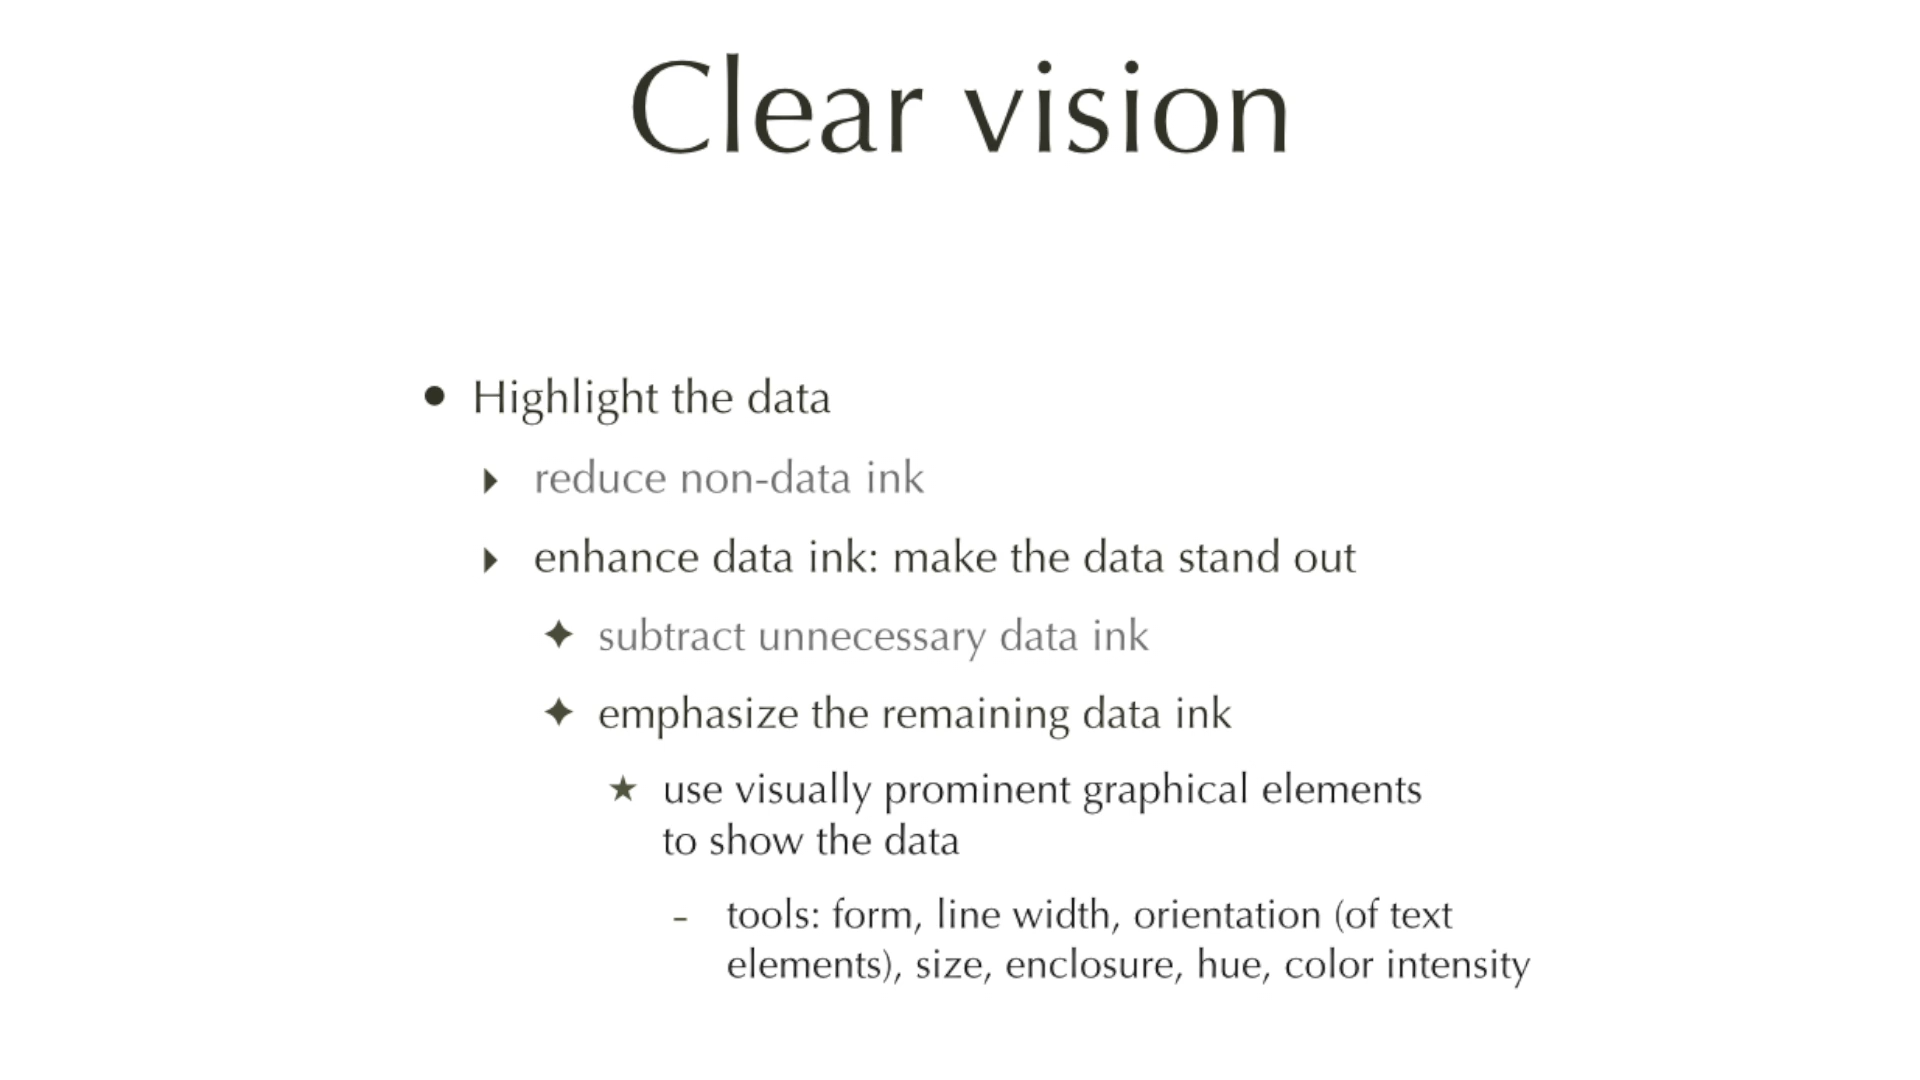 Clear vision
• Highlight the data
▸ reduce non-data ink
▸ enhance data ink: make the data stand out
✦ subtract unnecessary data ink
✦ emphasize the remaining data ink
★ use visually prominent graphical elements
to show the data
– tools: form, line width, orientation (of text
elements), size, enclosure, hue, color intensity